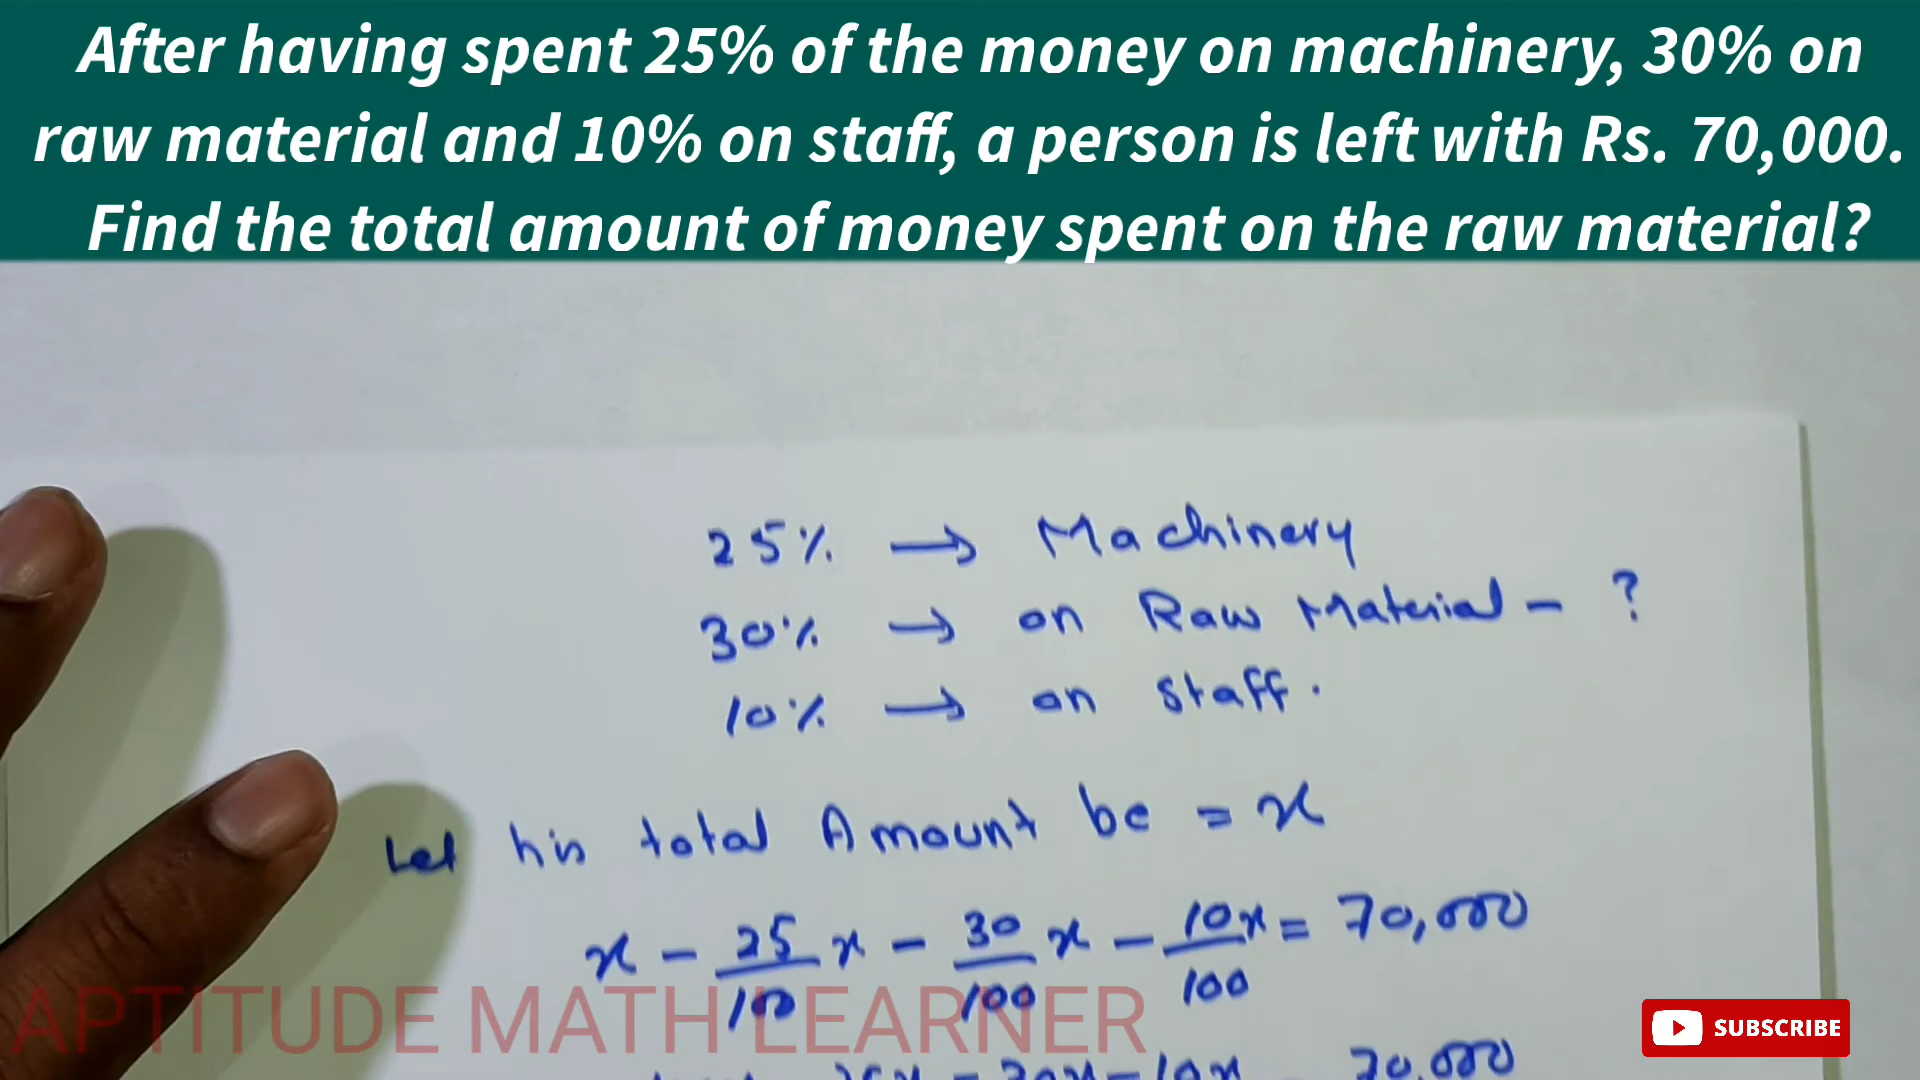 After having spent 25% of the money on machinery, 30% on
raw material and 10% on staff, a person is left with Rs. 70,000.
Find the total amount of money spent on the raw material?
25% → Machinery
30% → on Raw Material - ?
10% → on Staff.
Let his total Amount be = x
x - 25/100 x - 30/100 x - 10x/100 = 70,000
APTITUDE MATH LEARNER
SUBSCRIBE
70,000